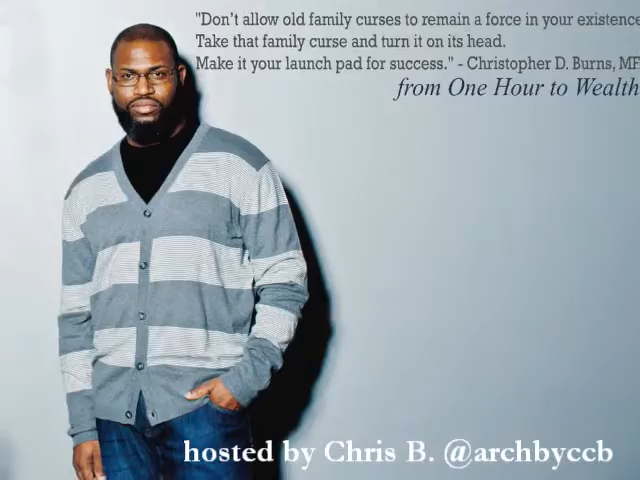 "Don't allow old family curses to remain a force in your existence
Take that family curse and turn it on its head.
Make it your launch pad for success." - Christopher D. Burns, MF
from One Hour to Wealth
hosted by Chris B. @archbyccb